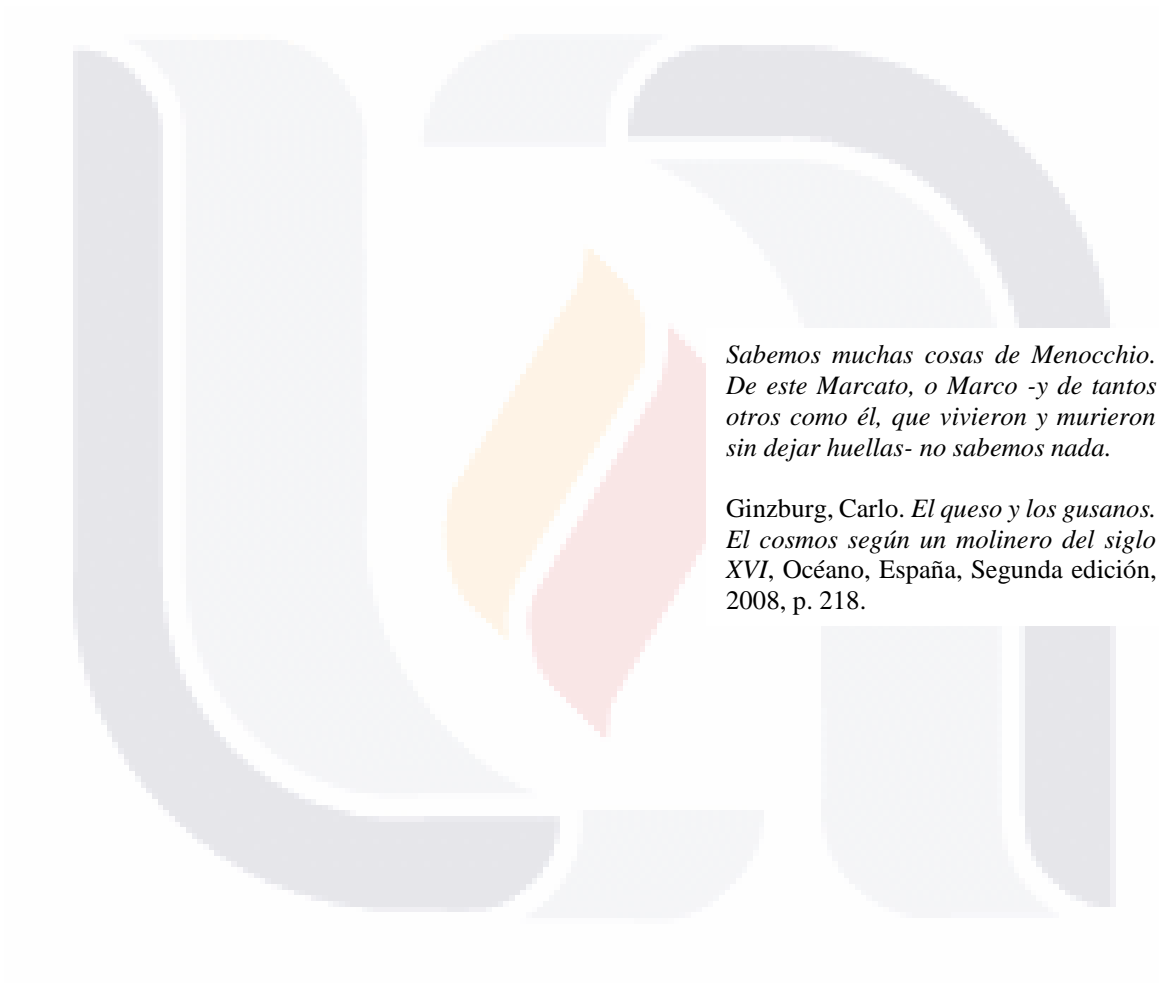 Sabemos muchas cosas de Menocchio.
De este Marcato, o Marco -y de tantos
otros como él, que vivieron y murieron
sin dejar huellas- no sabemos nada.
Ginzburg, Carlo. El queso y los gusanos.
El cosmos según un molinero del siglo
XVI, Océano, España, Segunda edición,
2008, p. 218.